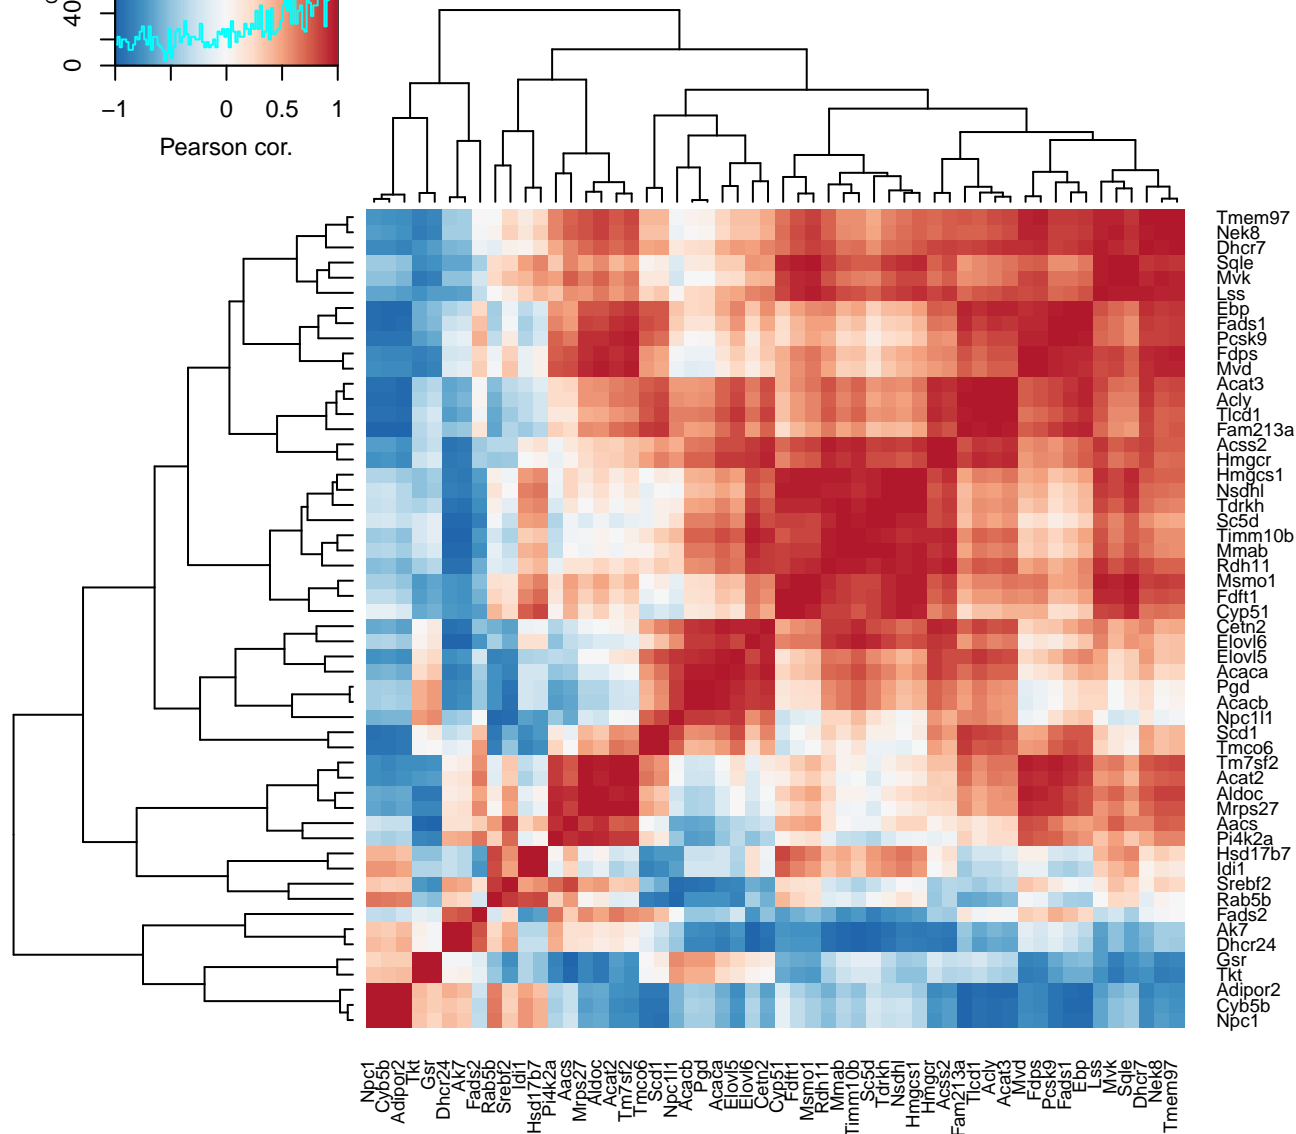 40
0
−1 0 0.5 1
Pearson cor.
Tmem97
Nek8
Dhcr7
Sqle
Mvk
Lss
Ebp
Fads1
Pcsk9
Fdps
Mvd
Acat3
Acly
Tlcd1
Fam213a
Acss2
Hmgcr
Hmgcs1
Nsdhl
Tdrkh
Sc5d
Timm10b
Mmab
Rdh11
Msmo1
Fdft1
Cyp51
Cetn2
Elovl6
Elovl5
Acaca
Pgd
Acacb
Npc1l1
Scd1
Tmco6
Tm7sf2
Acat2
Aldoc
Mrps27
Aacs
Pi4k2a
Hsd17b7
Idi1
Srebf2
Rab5b
Fads2
Ak7
Dhcr24
Gsr
Tkt
Adipor2
Cyb5b
Npc1
Npc1
Cyb5b
Adipor2
Tkt
Gsr
Dhcr24
Ak7
Fads2
Rab5b
Srebf2
Idi1
Hsd17b7
Pi4k2a
Aacs
Mrps27
Aldoc
Acat2
Tm7sf2
Tmco6
Scd1
Npc1l1
Acacb
Pgd
Acaca
Elovl5
Elovl6
Cetn2
Cyp51
Fdft1
Msmo1
Rdh11
Mmab
Timm10b
Sc5d
Tdrkh
Nsdhl
Hmgcs1
Hmgcr
Acss2
Fam213a
Tlcd1
Acly
Acat3
Mvd
Fdps
Pcsk9
Fads1
Ebp
Lss
Mvk
Sqle
Dhcr7
Nek8
Tmem97